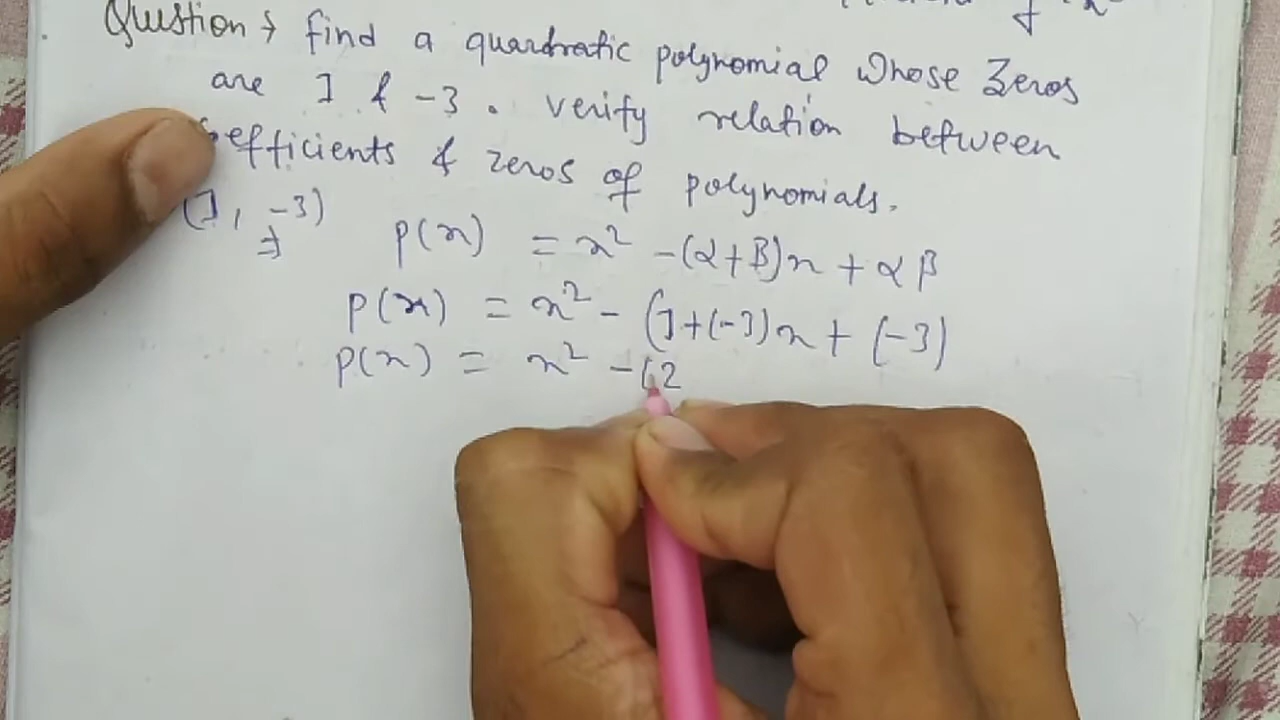 Question → find a quardratic polynomial whose Zeros
are 1 & -3. verify relation between
efficients & zeros of polynomials.
(1, -3)
⇒ p(x) = x² -(α+β)x + αβ
p(x) = x² - (1+(-3)x + (-3)
p(x) = x² -(2